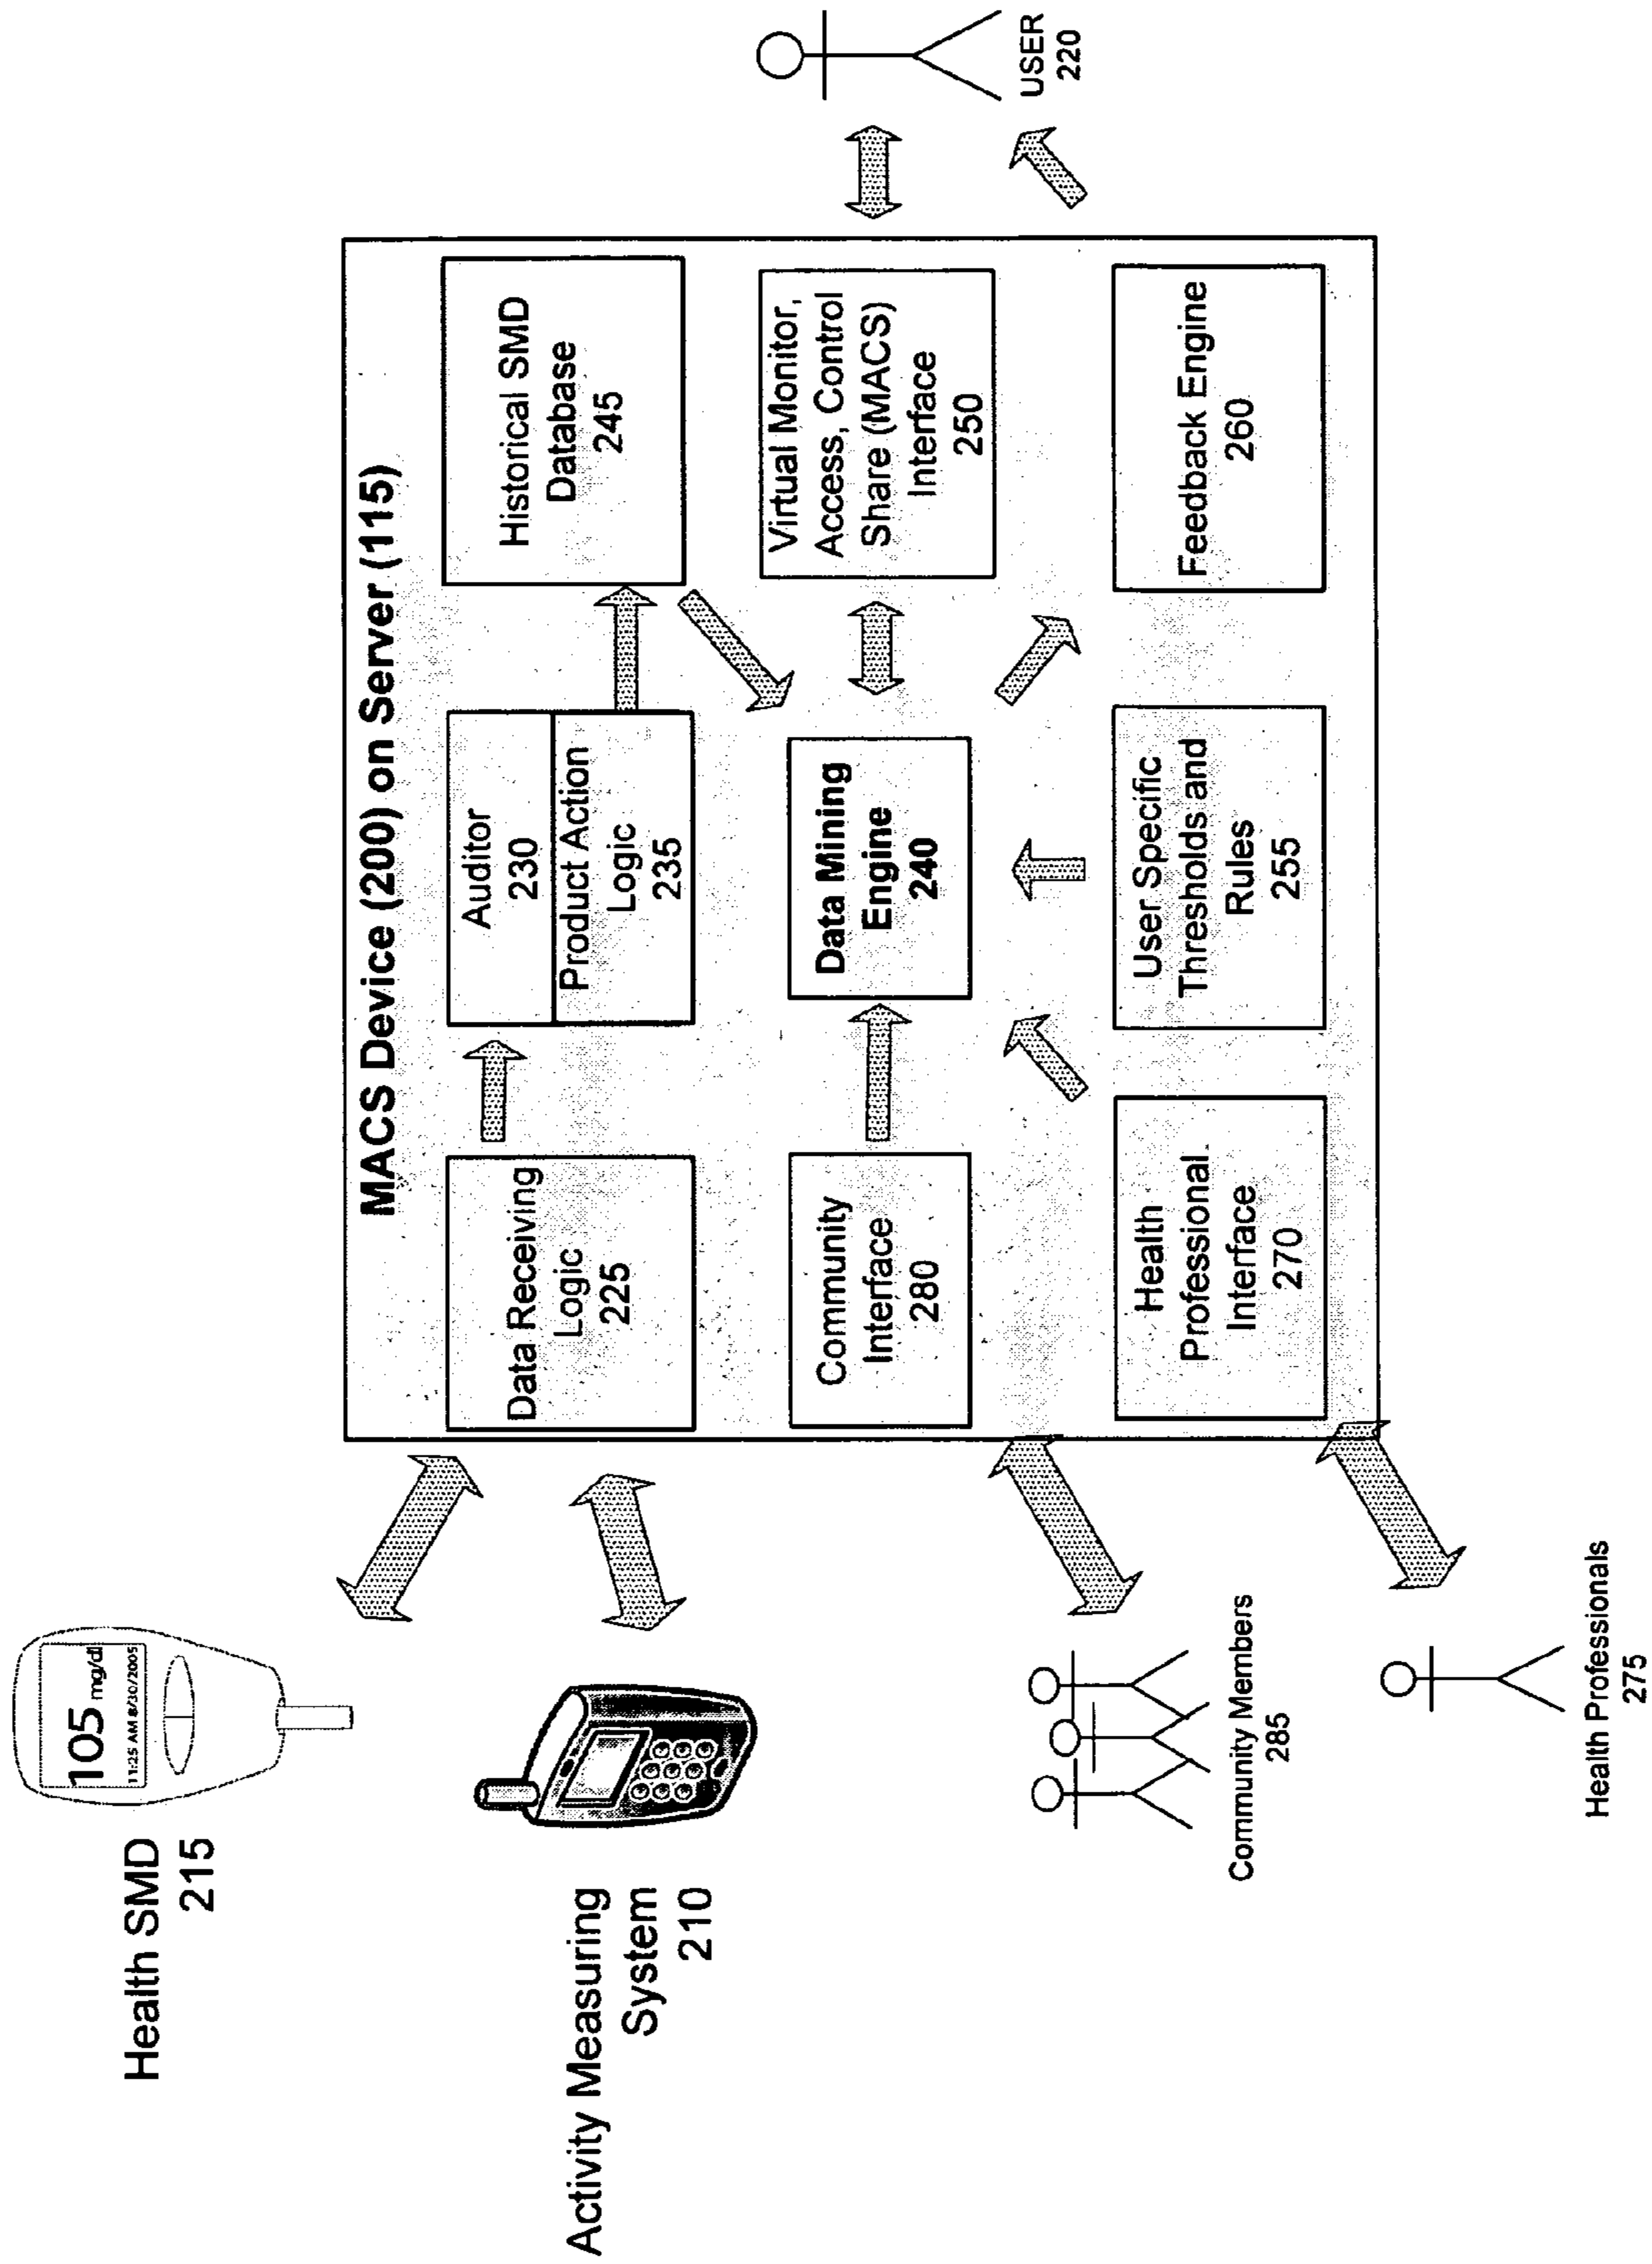 MACS Device (200) on Server (115)
Health SMD
215
105 mg/dl
11:25 AM 8/30/2005
Activity Measuring
System
210
Data Receiving
Logic
225
Auditor
230
Product Action
Logic
235
Historical SMD
Database
245
Community
Interface
280
Data Mining
Engine
240
Virtual Monitor,
Access, Control
Share (MACS)
Interface
250
Health
Professional
Interface
270
User Specific
Thresholds and
Rules
255
Feedback Engine
260
USER
220
Community Members
285
Health Professionals
275